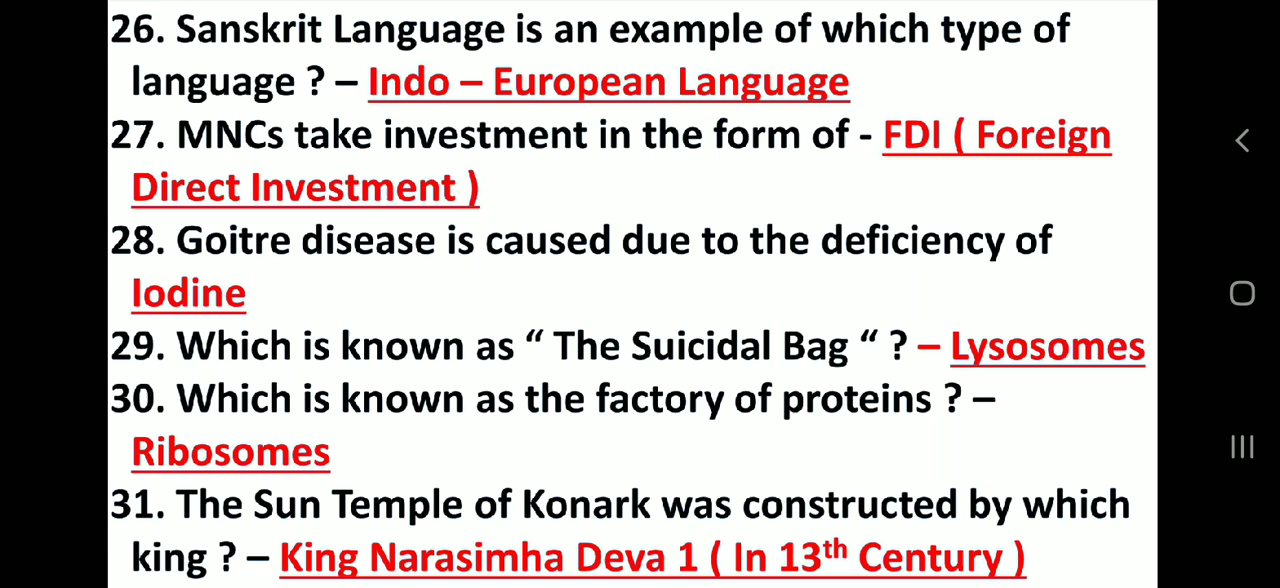 26. Sanskrit Language is an example of which type of
language ? – Indo – European Language
27. MNCs take investment in the form of - FDI ( Foreign
Direct Investment )
28. Goitre disease is caused due to the deficiency of
Iodine
29. Which is known as “ The Suicidal Bag “ ? – Lysosomes
30. Which is known as the factory of proteins ? –
Ribosomes
31. The Sun Temple of Konark was constructed by which
king ? – King Narasimha Deva 1 ( In 13th Century )